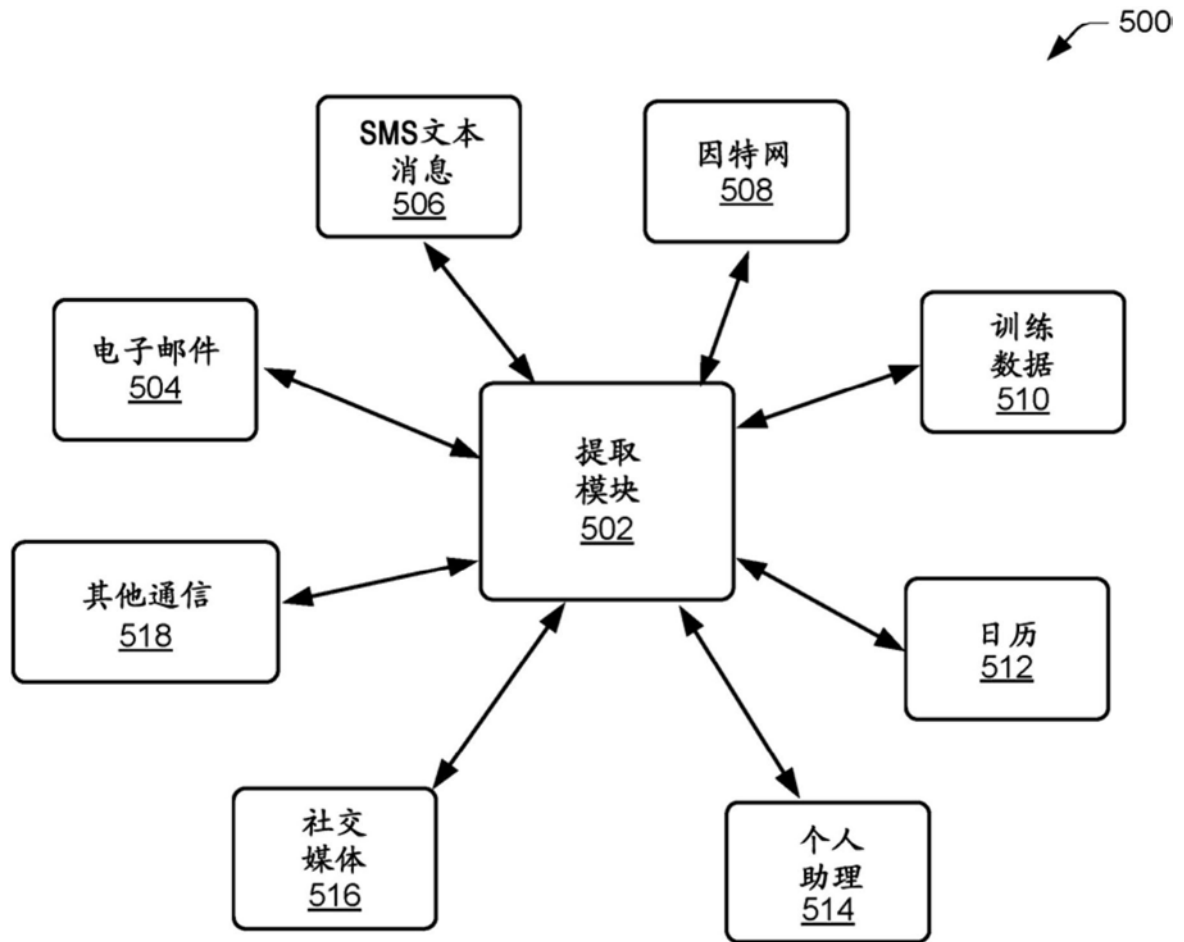 500
SMS文本
消息
506
因特网
508
电子邮件
504
训练
数据
510
提取
模块
502
其他通信
518
日历
512
社交
媒体
516
个人
助理
514